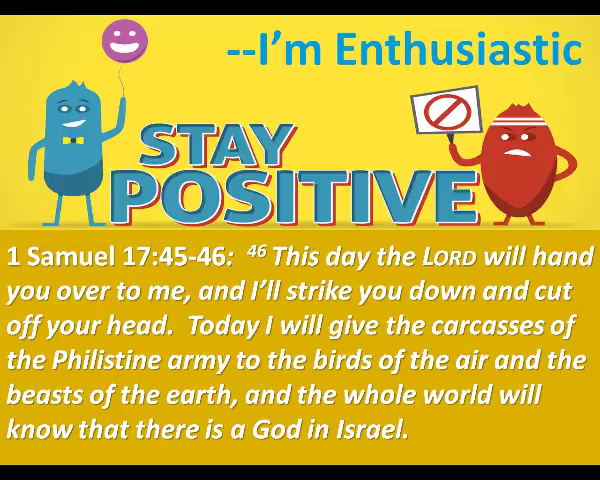 --I'm Enthusiastic
STAY
POSITIVE
1 Samuel 17:45-46:  46 This day the LORD will hand
you over to me, and I'll strike you down and cut
off your head.  Today I will give the carcasses of
the Philistine army to the birds of the air and the
beasts of the earth, and the whole world will
know that there is a God in Israel.